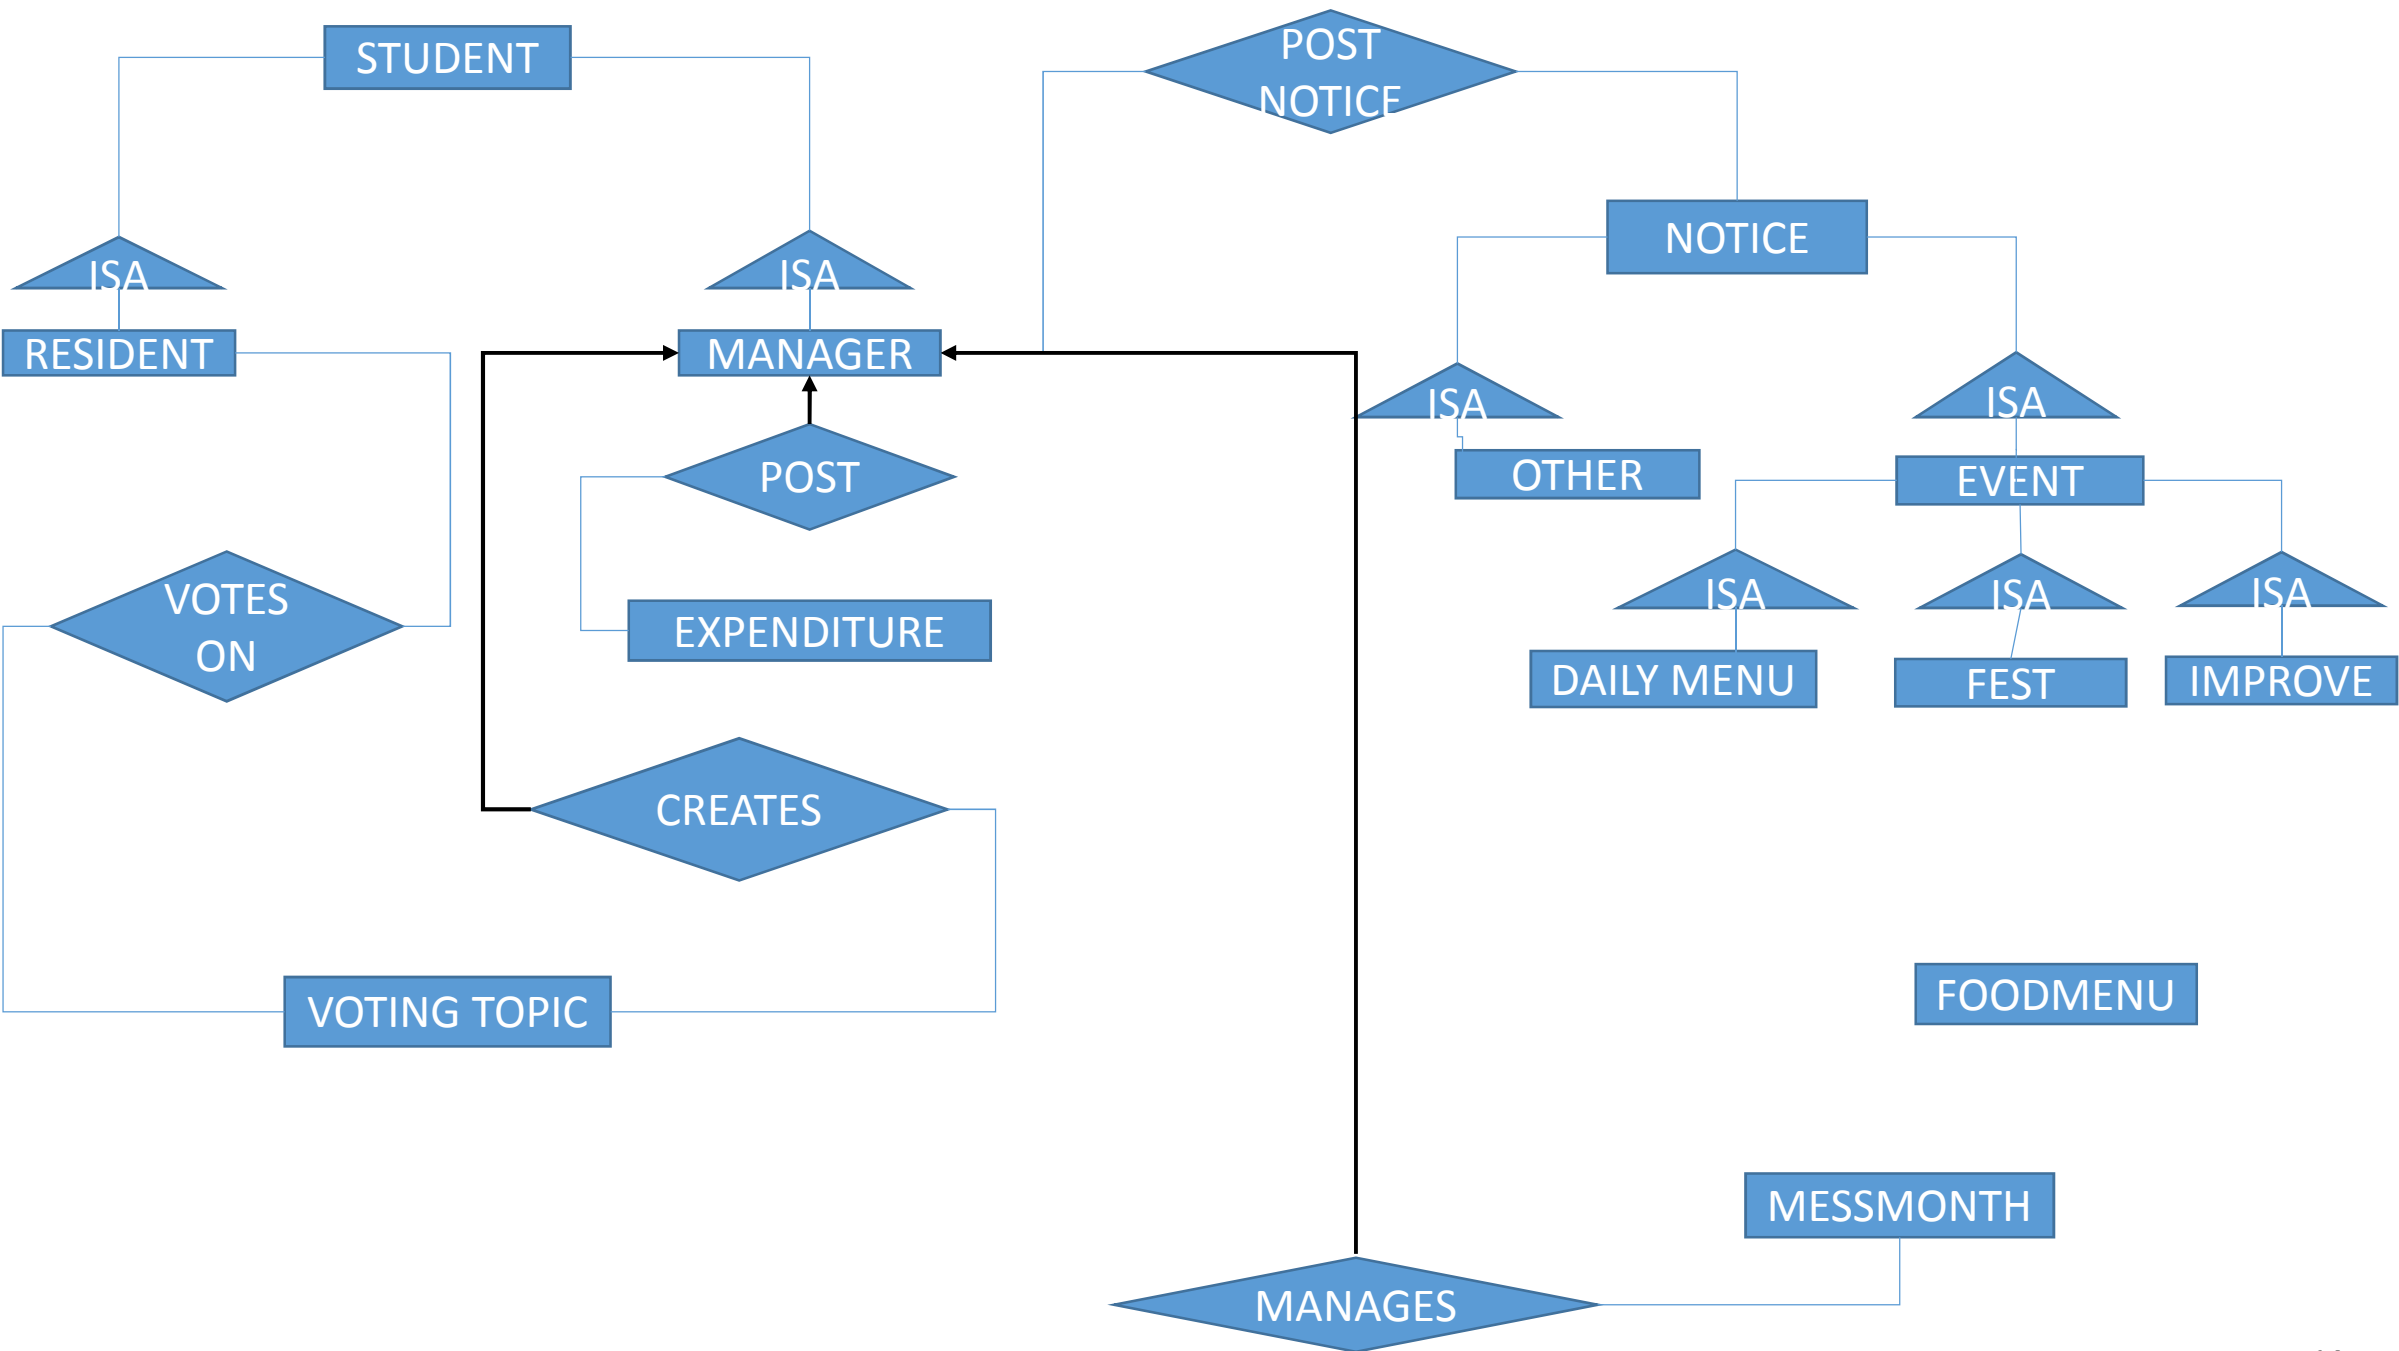 STUDENT
POST
NOTICE
NOTICE
ISA
ISA
RESIDENT
MANAGER
ISA
ISA
POST
OTHER
EVENT
VOTES
ON
ISA
ISA
ISA
EXPENDITURE
DAILY MENU
FEST
IMPROVE
CREATES
VOTING TOPIC
FOODMENU
MESSMONTH
MANAGES